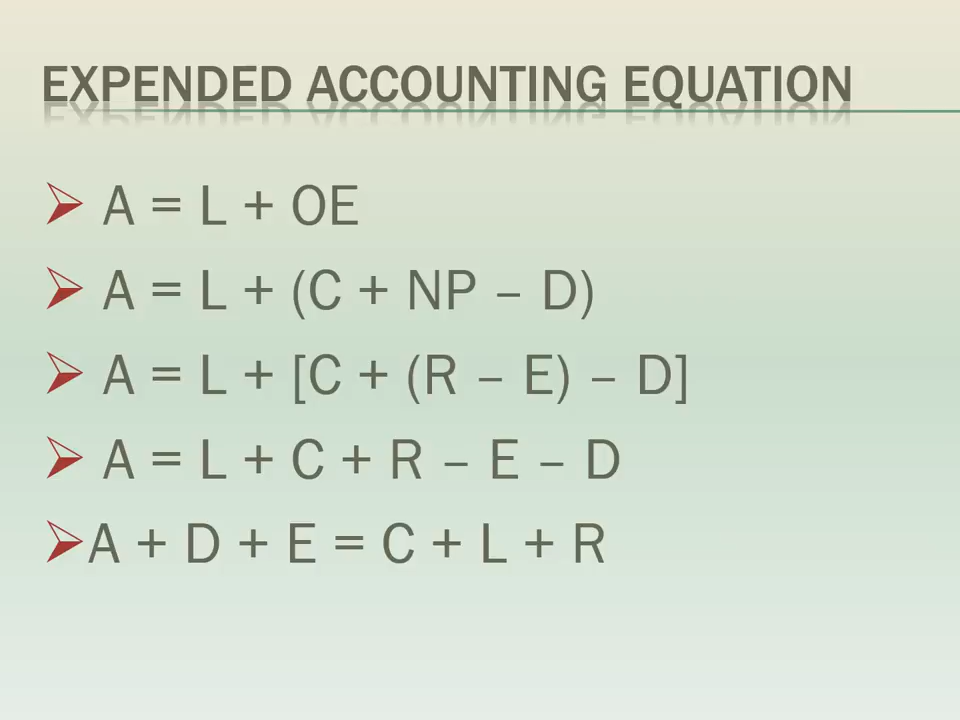 EXPENDED ACCOUNTING EQUATION
A = L + OE
A = L + (C + NP – D)
A = L + [C + (R – E) – D]
A = L + C + R – E – D
A + D + E = C + L + R